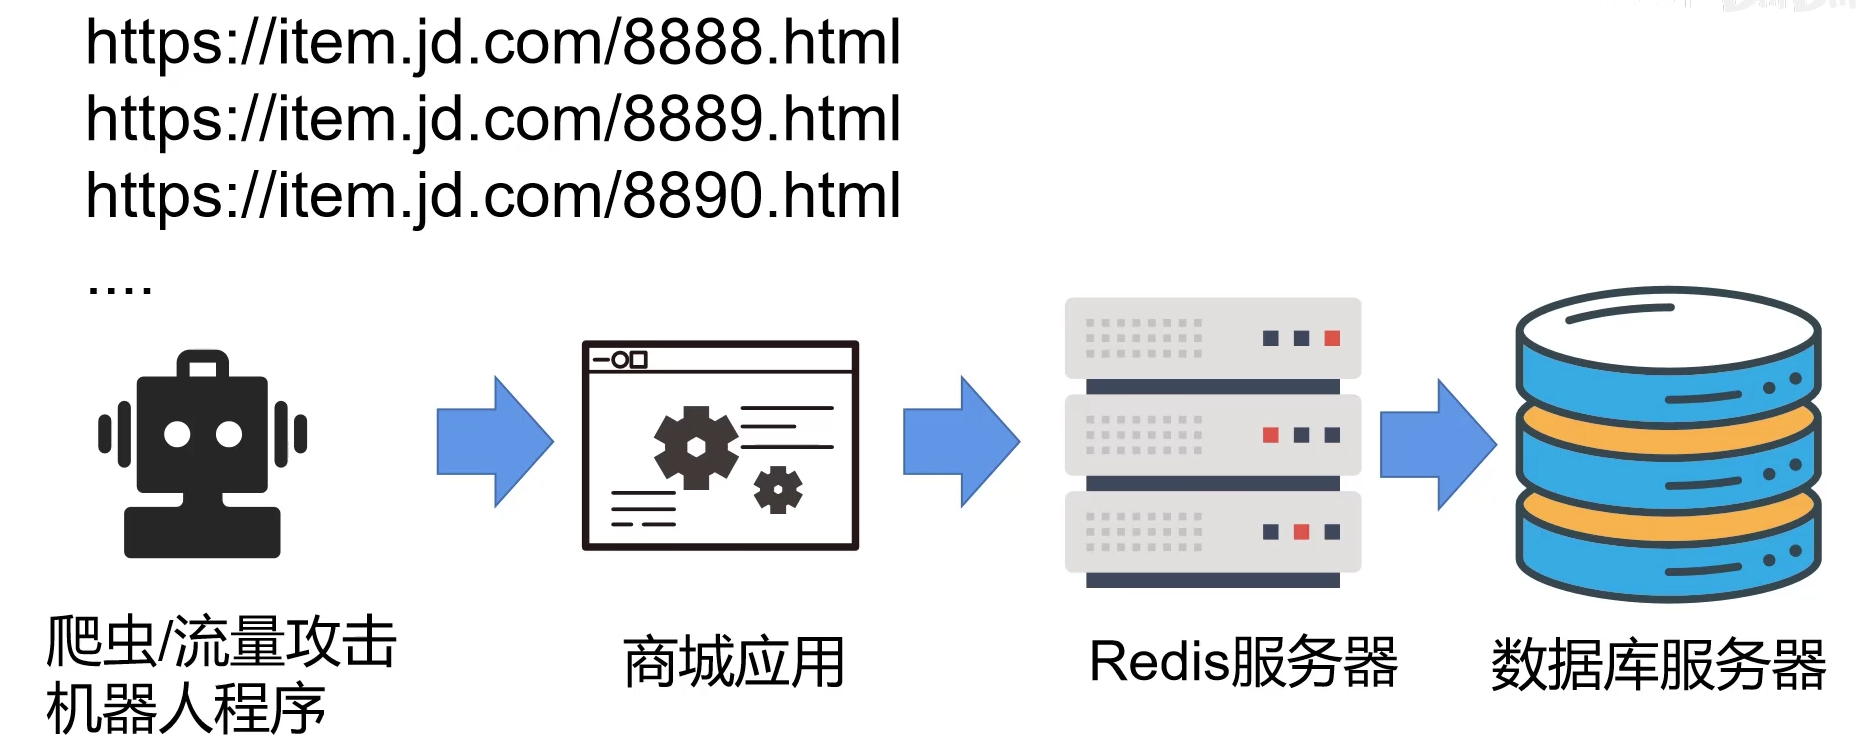 https://item.jd.com/8888.html
https://item.jd.com/8889.html
https://item.jd.com/8890.html
....
爬虫/流量攻击
机器人程序
商城应用
Redis服务器
数据库服务器